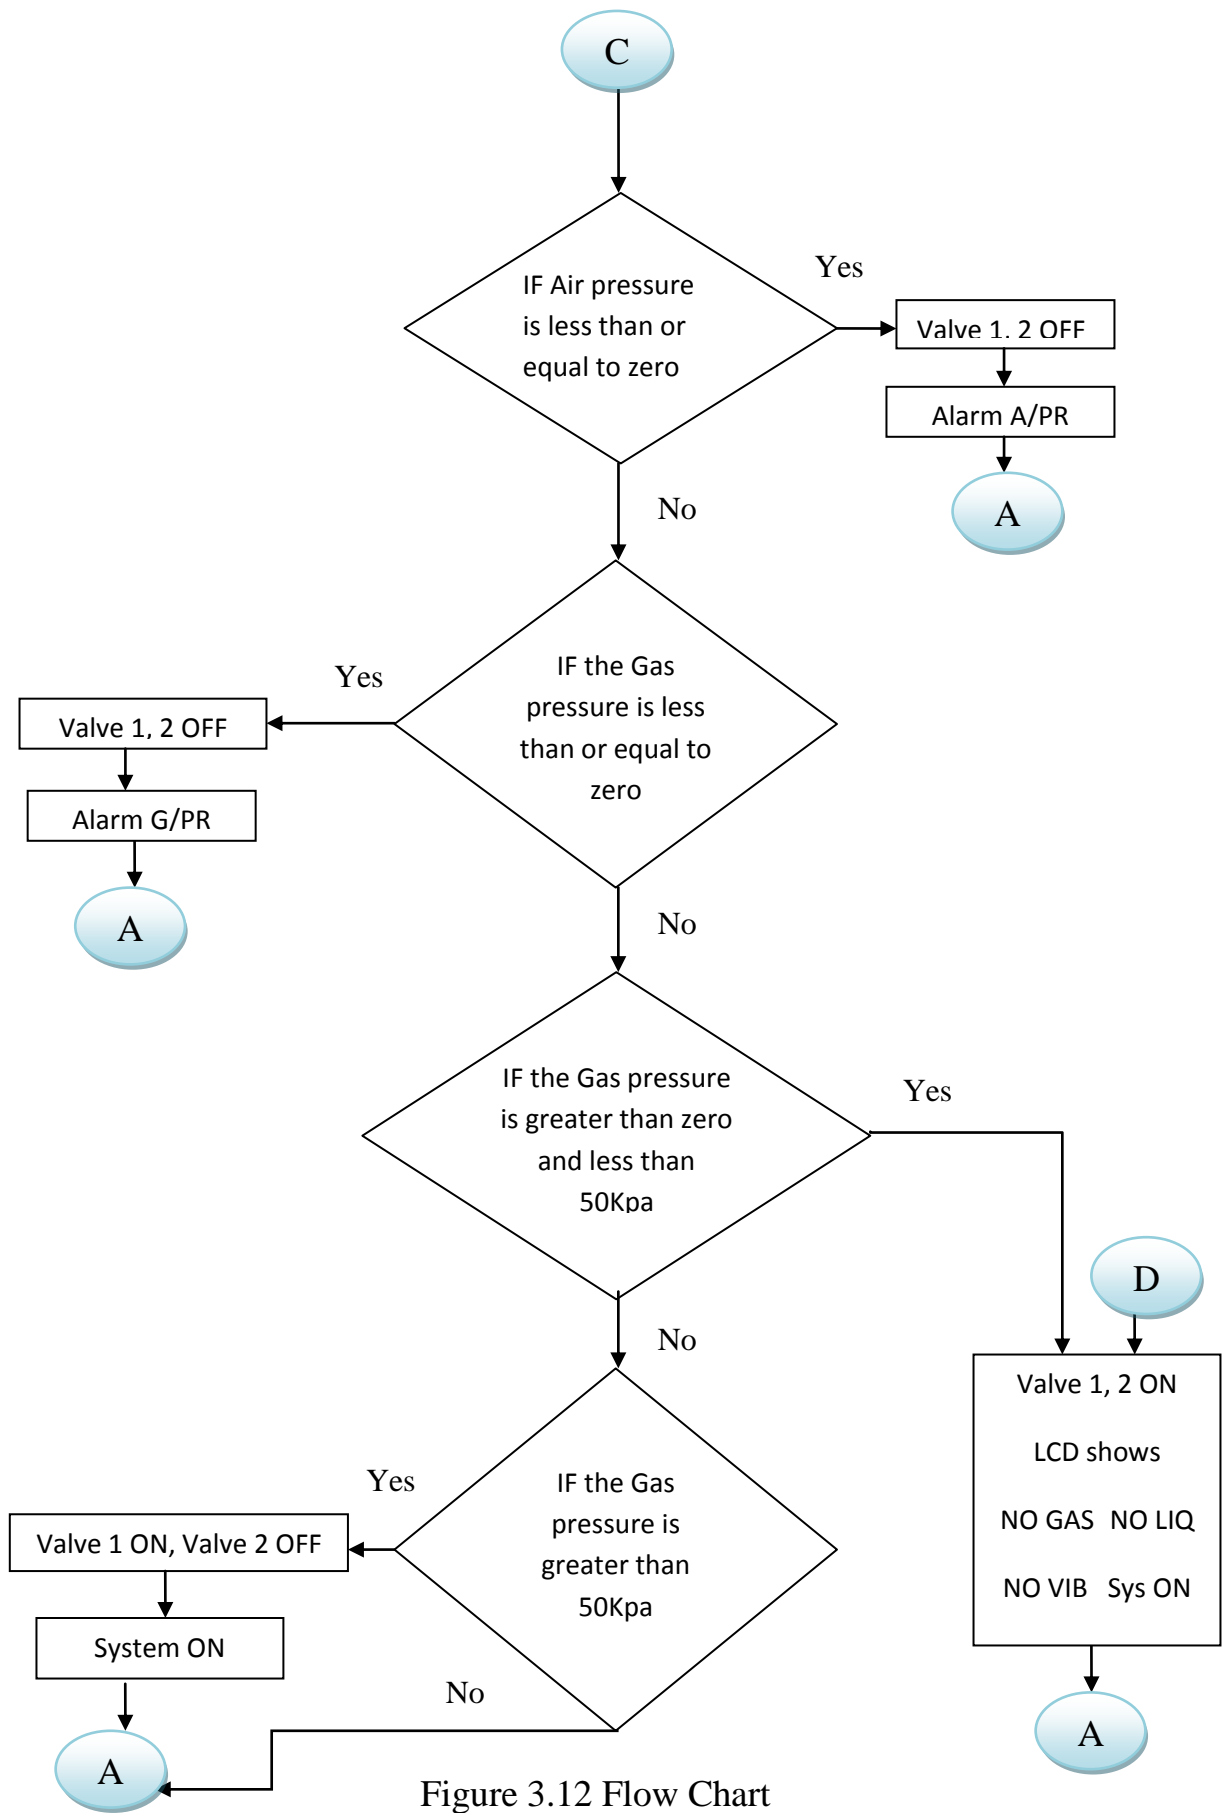 C
IF Air pressure
is less than or
equal to zero
Yes
Valve 1, 2 OFF
Alarm A/PR
A
No
IF the Gas
pressure is less
than or equal to
zero
Yes
Valve 1, 2 OFF
Alarm G/PR
A
No
IF the Gas pressure
is greater than zero
and less than
50Kpa
Yes
D
Valve 1, 2 ON
LCD shows
NO GAS NO LIQ
NO VIB Sys ON
A
No
IF the Gas
pressure is
greater than
50Kpa
Yes
Valve 1 ON, Valve 2 OFF
System ON
No
A
Figure 3.12 Flow Chart